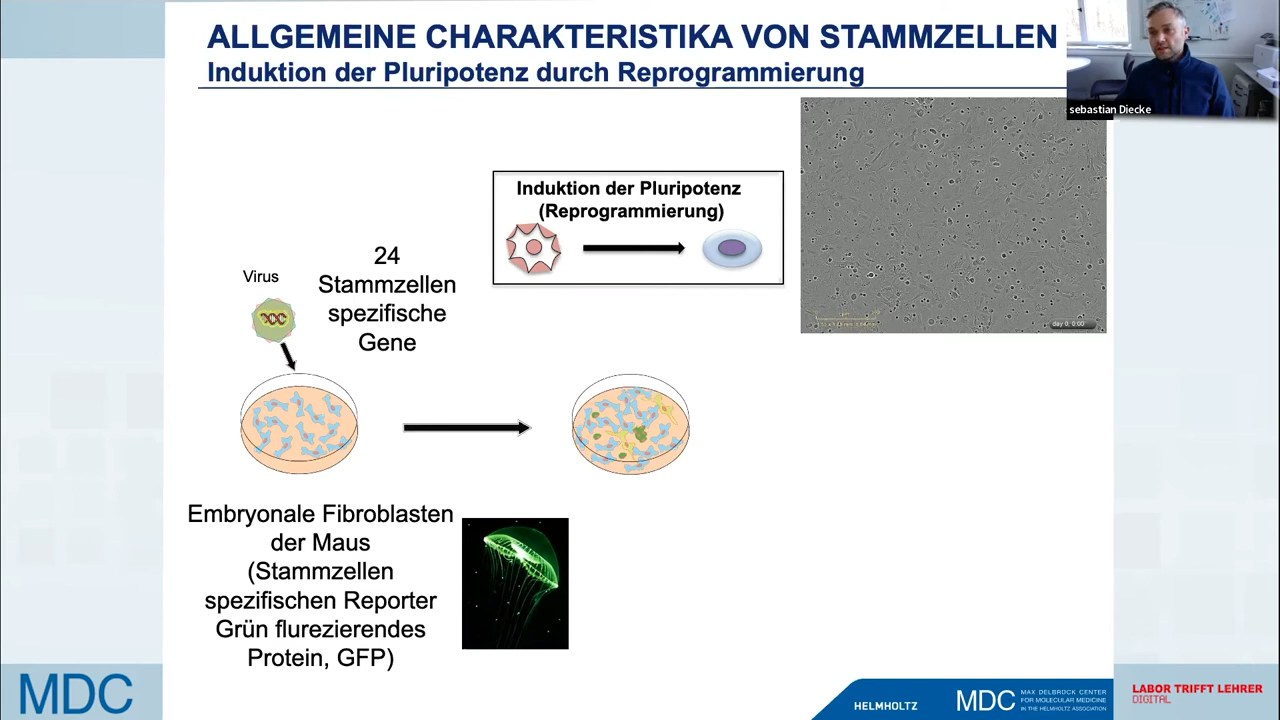 ALLGEMEINE CHARAKTERISTIKA VON STAMMZELLEN
Induktion der Pluripotenz durch Reprogrammierung
sebastian Diecke
Induktion der Pluripotenz
(Reprogrammierung)
Virus
24
Stammzellen
spezifische
Gene
day 0, 0:00
Embryonale Fibroblasten
der Maus
(Stammzellen
spezifischen Reporter
Grün flurezierendes
Protein, GFP)
MDC
HELMHOLTZ
MDC
MAX DELBRÜCK CENTER
FOR MOLECULAR MEDICINE
IN THE HELMHOLTZ ASSOCIATION
LABOR TRIFFT LEHRER
DIGITAL